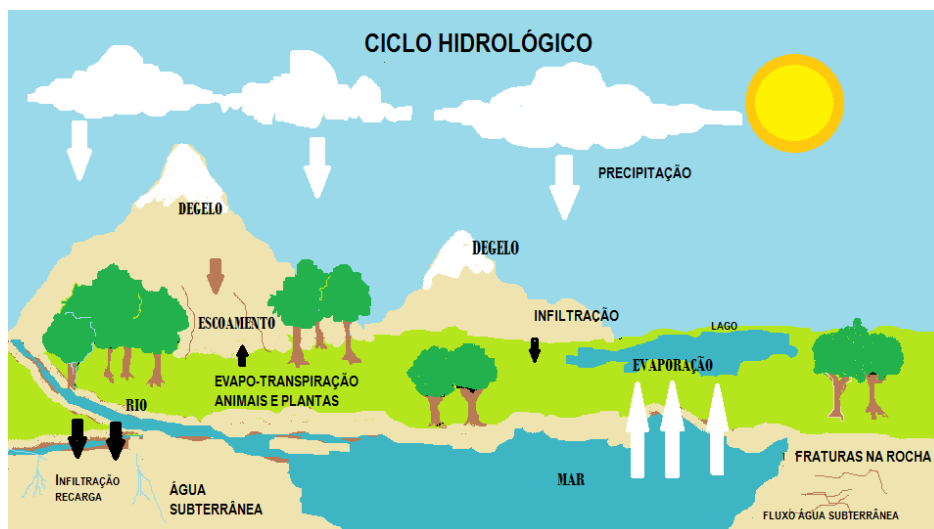 CICLO HIDROLÓGICO
PRECIPITAÇÃO
DEGELO
DEGELO
ESCOAMENTO
INFILTRAÇÃO
LAGO
EVAPORAÇÃO
EVAPO-TRANSPIRAÇÃO
ANIMAIS E PLANTAS
RIO
FRATURAS NA ROCHA
MAR
INFILTRAÇÃO
RECARGA
ÁGUA
SUBTERRÂNEA
FLUXO ÁGUA SUBTERRÂNEA